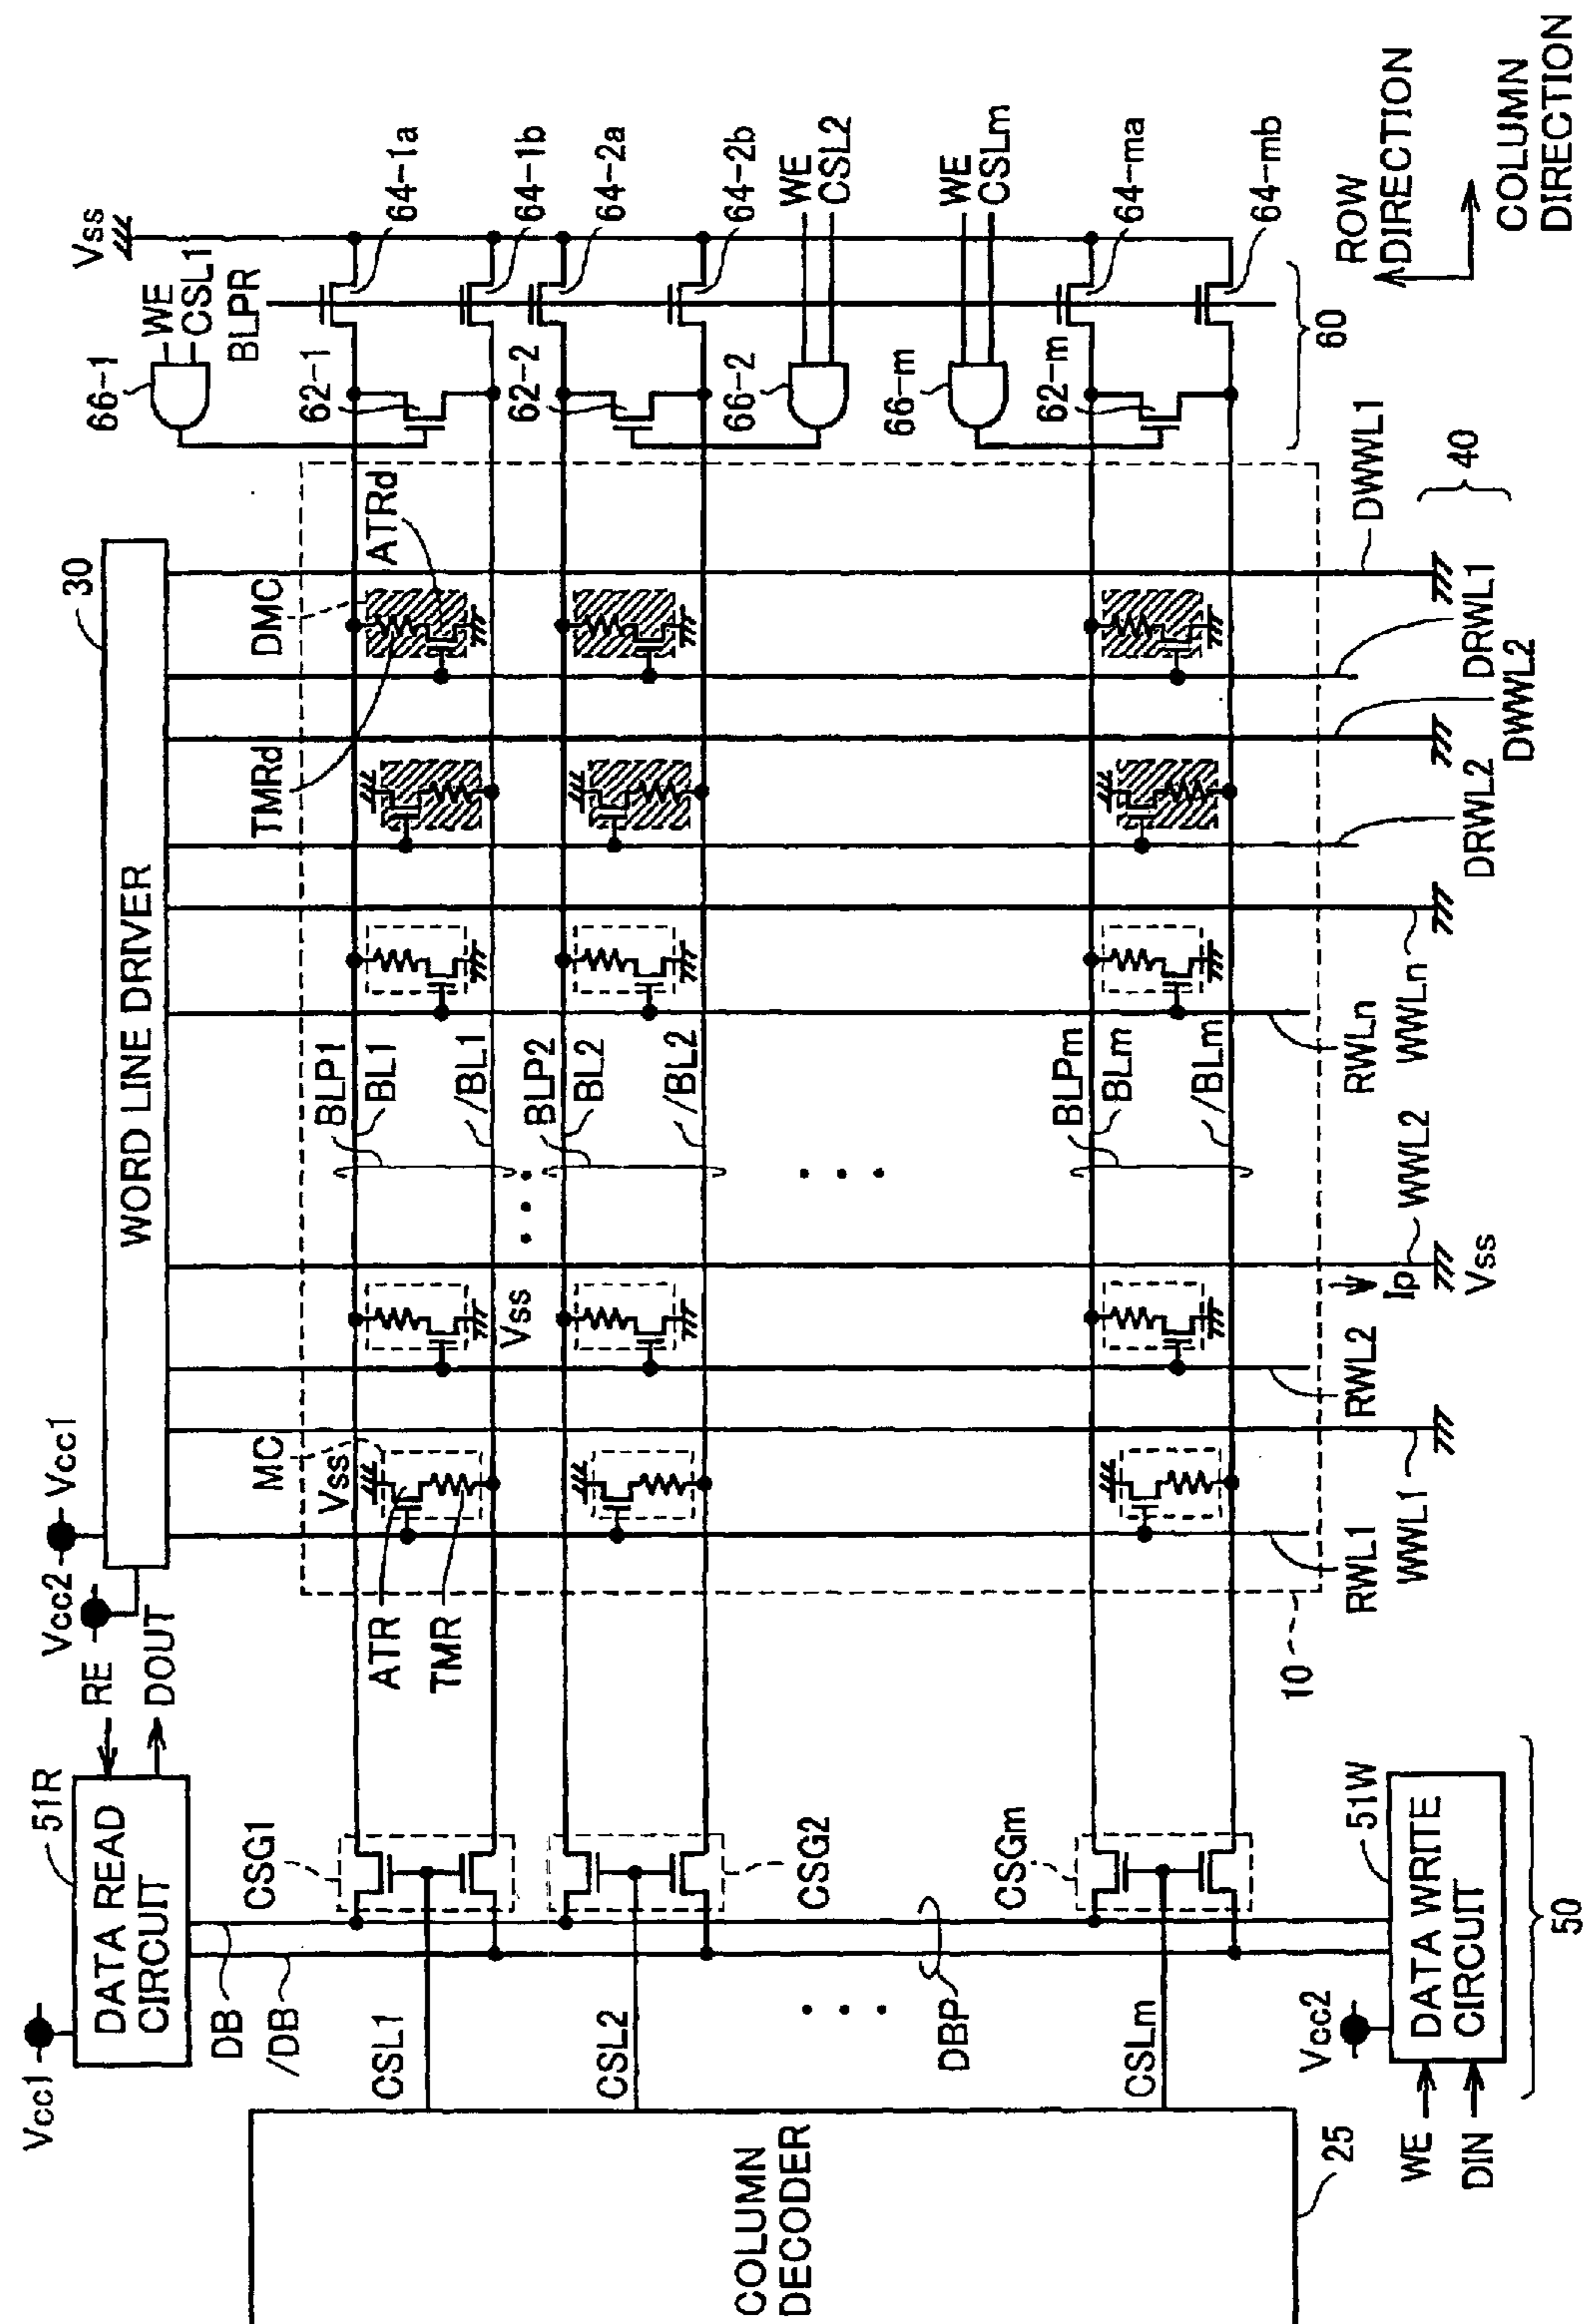 Vss
WE
CSL1
BLPR
66-1
64-1a
64-1b
64-2a
64-2b
WE
CSL2
WE
CSLm
64-ma
64-mb
ROW
DIRECTION
COLUMN
DIRECTION
62-1
62-2
66-2
66-m
62-m
60
30
WORD LINE DRIVER
DMC
ATRd
TMRd
DWWL1
40
DRWL1
DWWL2
DRWL2
BLP1
BL1
/BL1
BLP2
BL2
/BL2
BLPm
BLm
/BLm
WWLn
RWLn
WWL2
Ip
Vss
Vss
RWL2
Vcc1
Vcc2
MC
Vss
ATR
TMR
WWL1
RWL1
10
RE
DOUT
51R
DATA READ
CIRCUIT
Vcc1
DB
/DB
CSG1
CSG2
CSGm
51W
DATA WRITE
CIRCUIT
50
CSL1
CSL2
DBP
CSLm
Vcc2
WE
DIN
COLUMN
DECODER
25